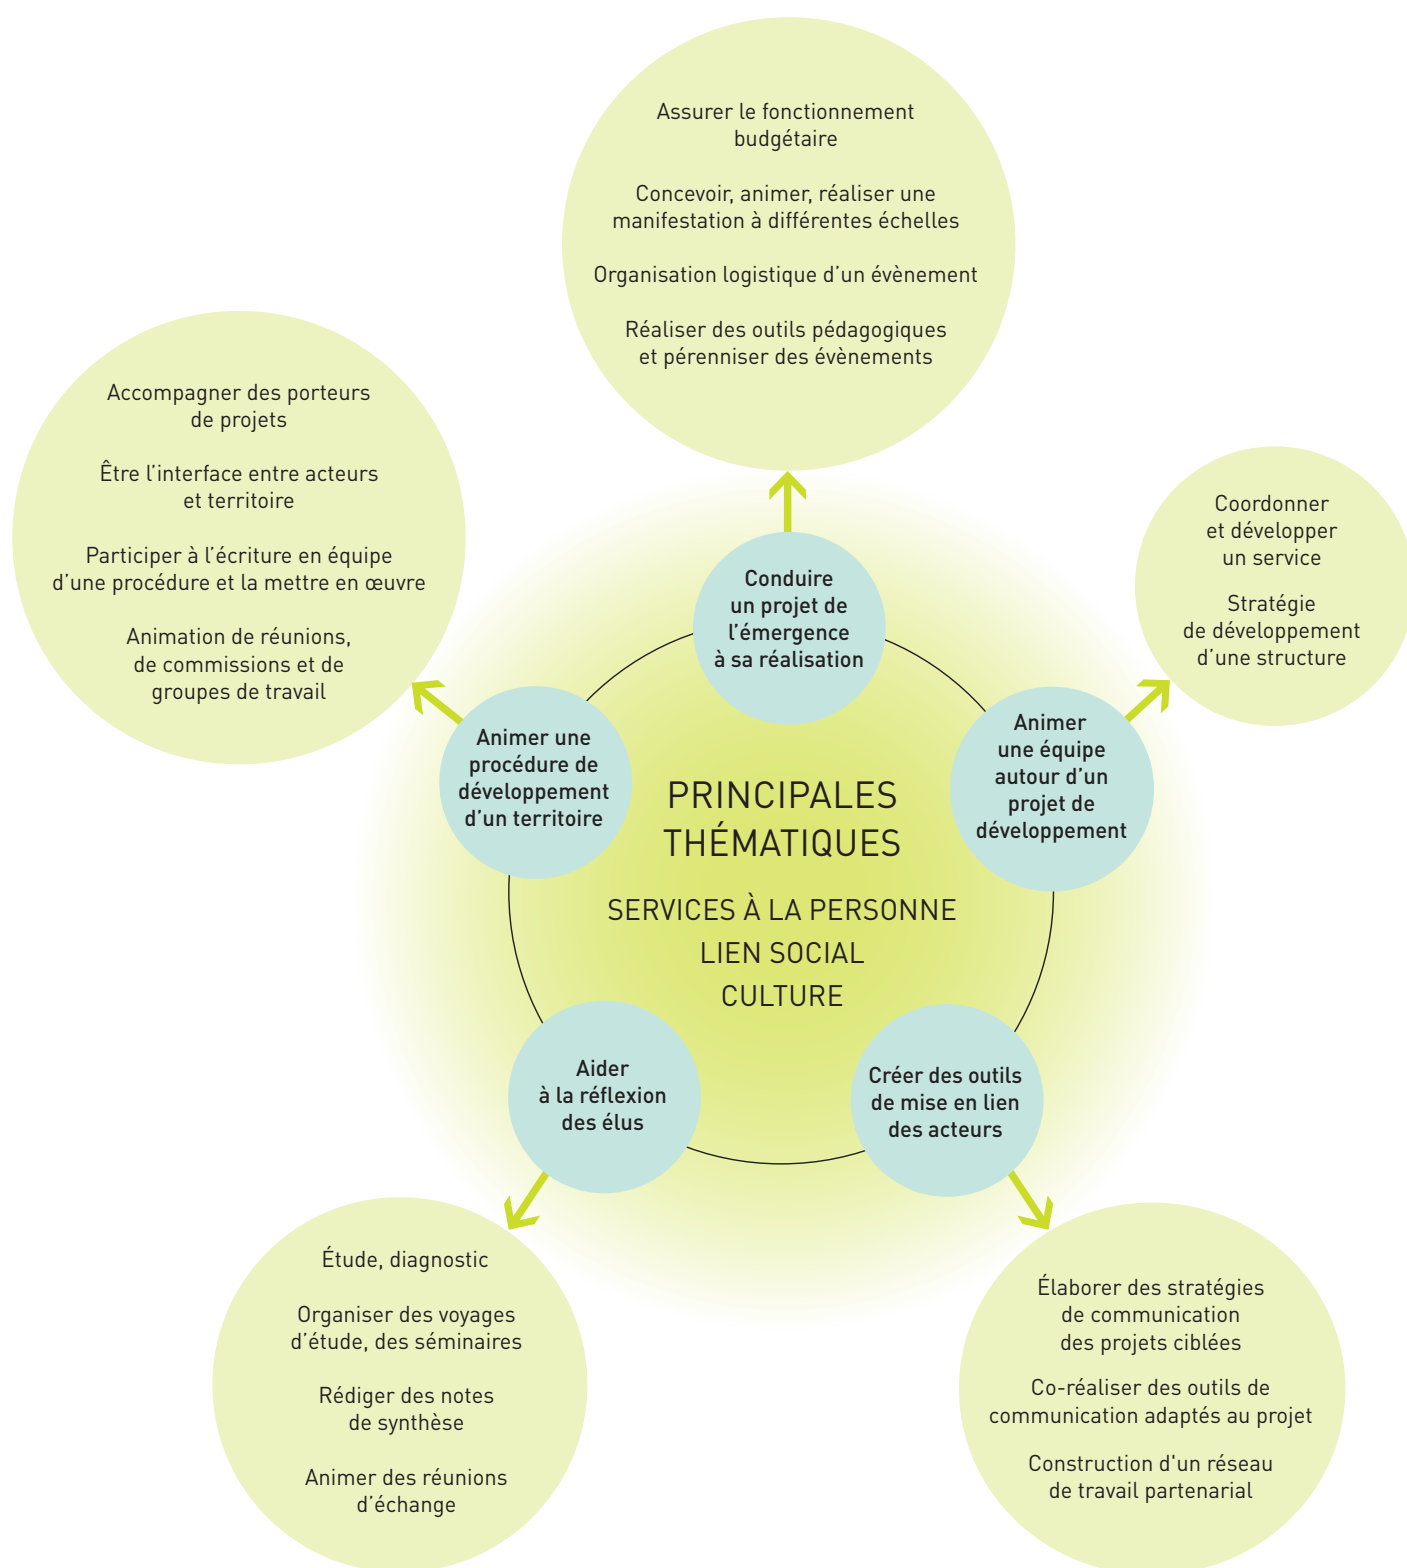 Assurer le fonctionnement
budgétaire
Concevoir, animer, réaliser une
manifestation à différentes échelles
Organisation logistique d’un évènement
Réaliser des outils pédagogiques
et pérenniser des évènements
Accompagner des porteurs
de projets
Être l’interface entre acteurs
et territoire
Participer à l’écriture en équipe
d’une procédure et la mettre en œuvre
Animation de réunions,
de commissions et de
groupes de travail
Coordonner
et développer
un service
Stratégie
de développement
d’une structure
Conduire
un projet de
l’émergence
à sa réalisation
Animer une
procédure de
développement
d’un territoire
Animer
une équipe
autour d’un
projet de
développement
PRINCIPALES
THÉMATIQUES
SERVICES À LA PERSONNE
LIEN SOCIAL
CULTURE
Aider
à la réflexion
des élus
Créer des outils
de mise en lien
des acteurs
Étude, diagnostic
Organiser des voyages
d’étude, des séminaires
Rédiger des notes
de synthèse
Animer des réunions
d’échange
Élaborer des stratégies
de communication
des projets ciblées
Co-réaliser des outils de
communication adaptés au projet
Construction d'un réseau
de travail partenarial